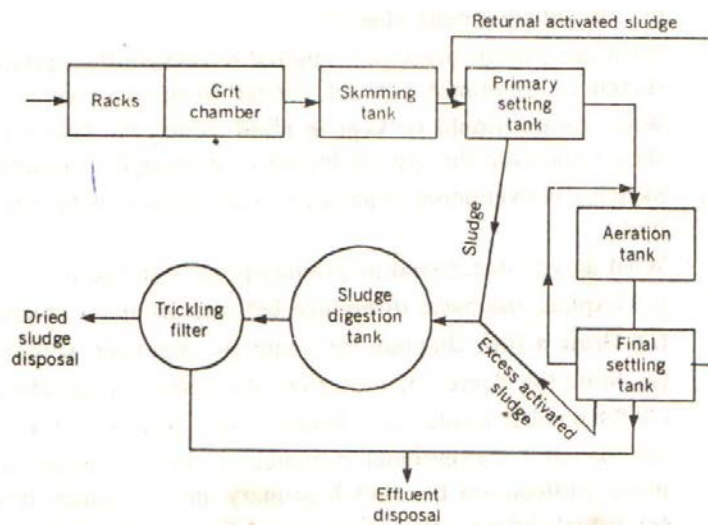 Returnal activated sludge
Racks
Grit
chamber
Skmming
tank
Primary
setting
tank
Sludge
Aeration
tank
Dried
sludge
disposal
Trickling
filter
Sludge
digestion
tank
Excess activated
sludge
Final
settling
tank
Effluent
disposal